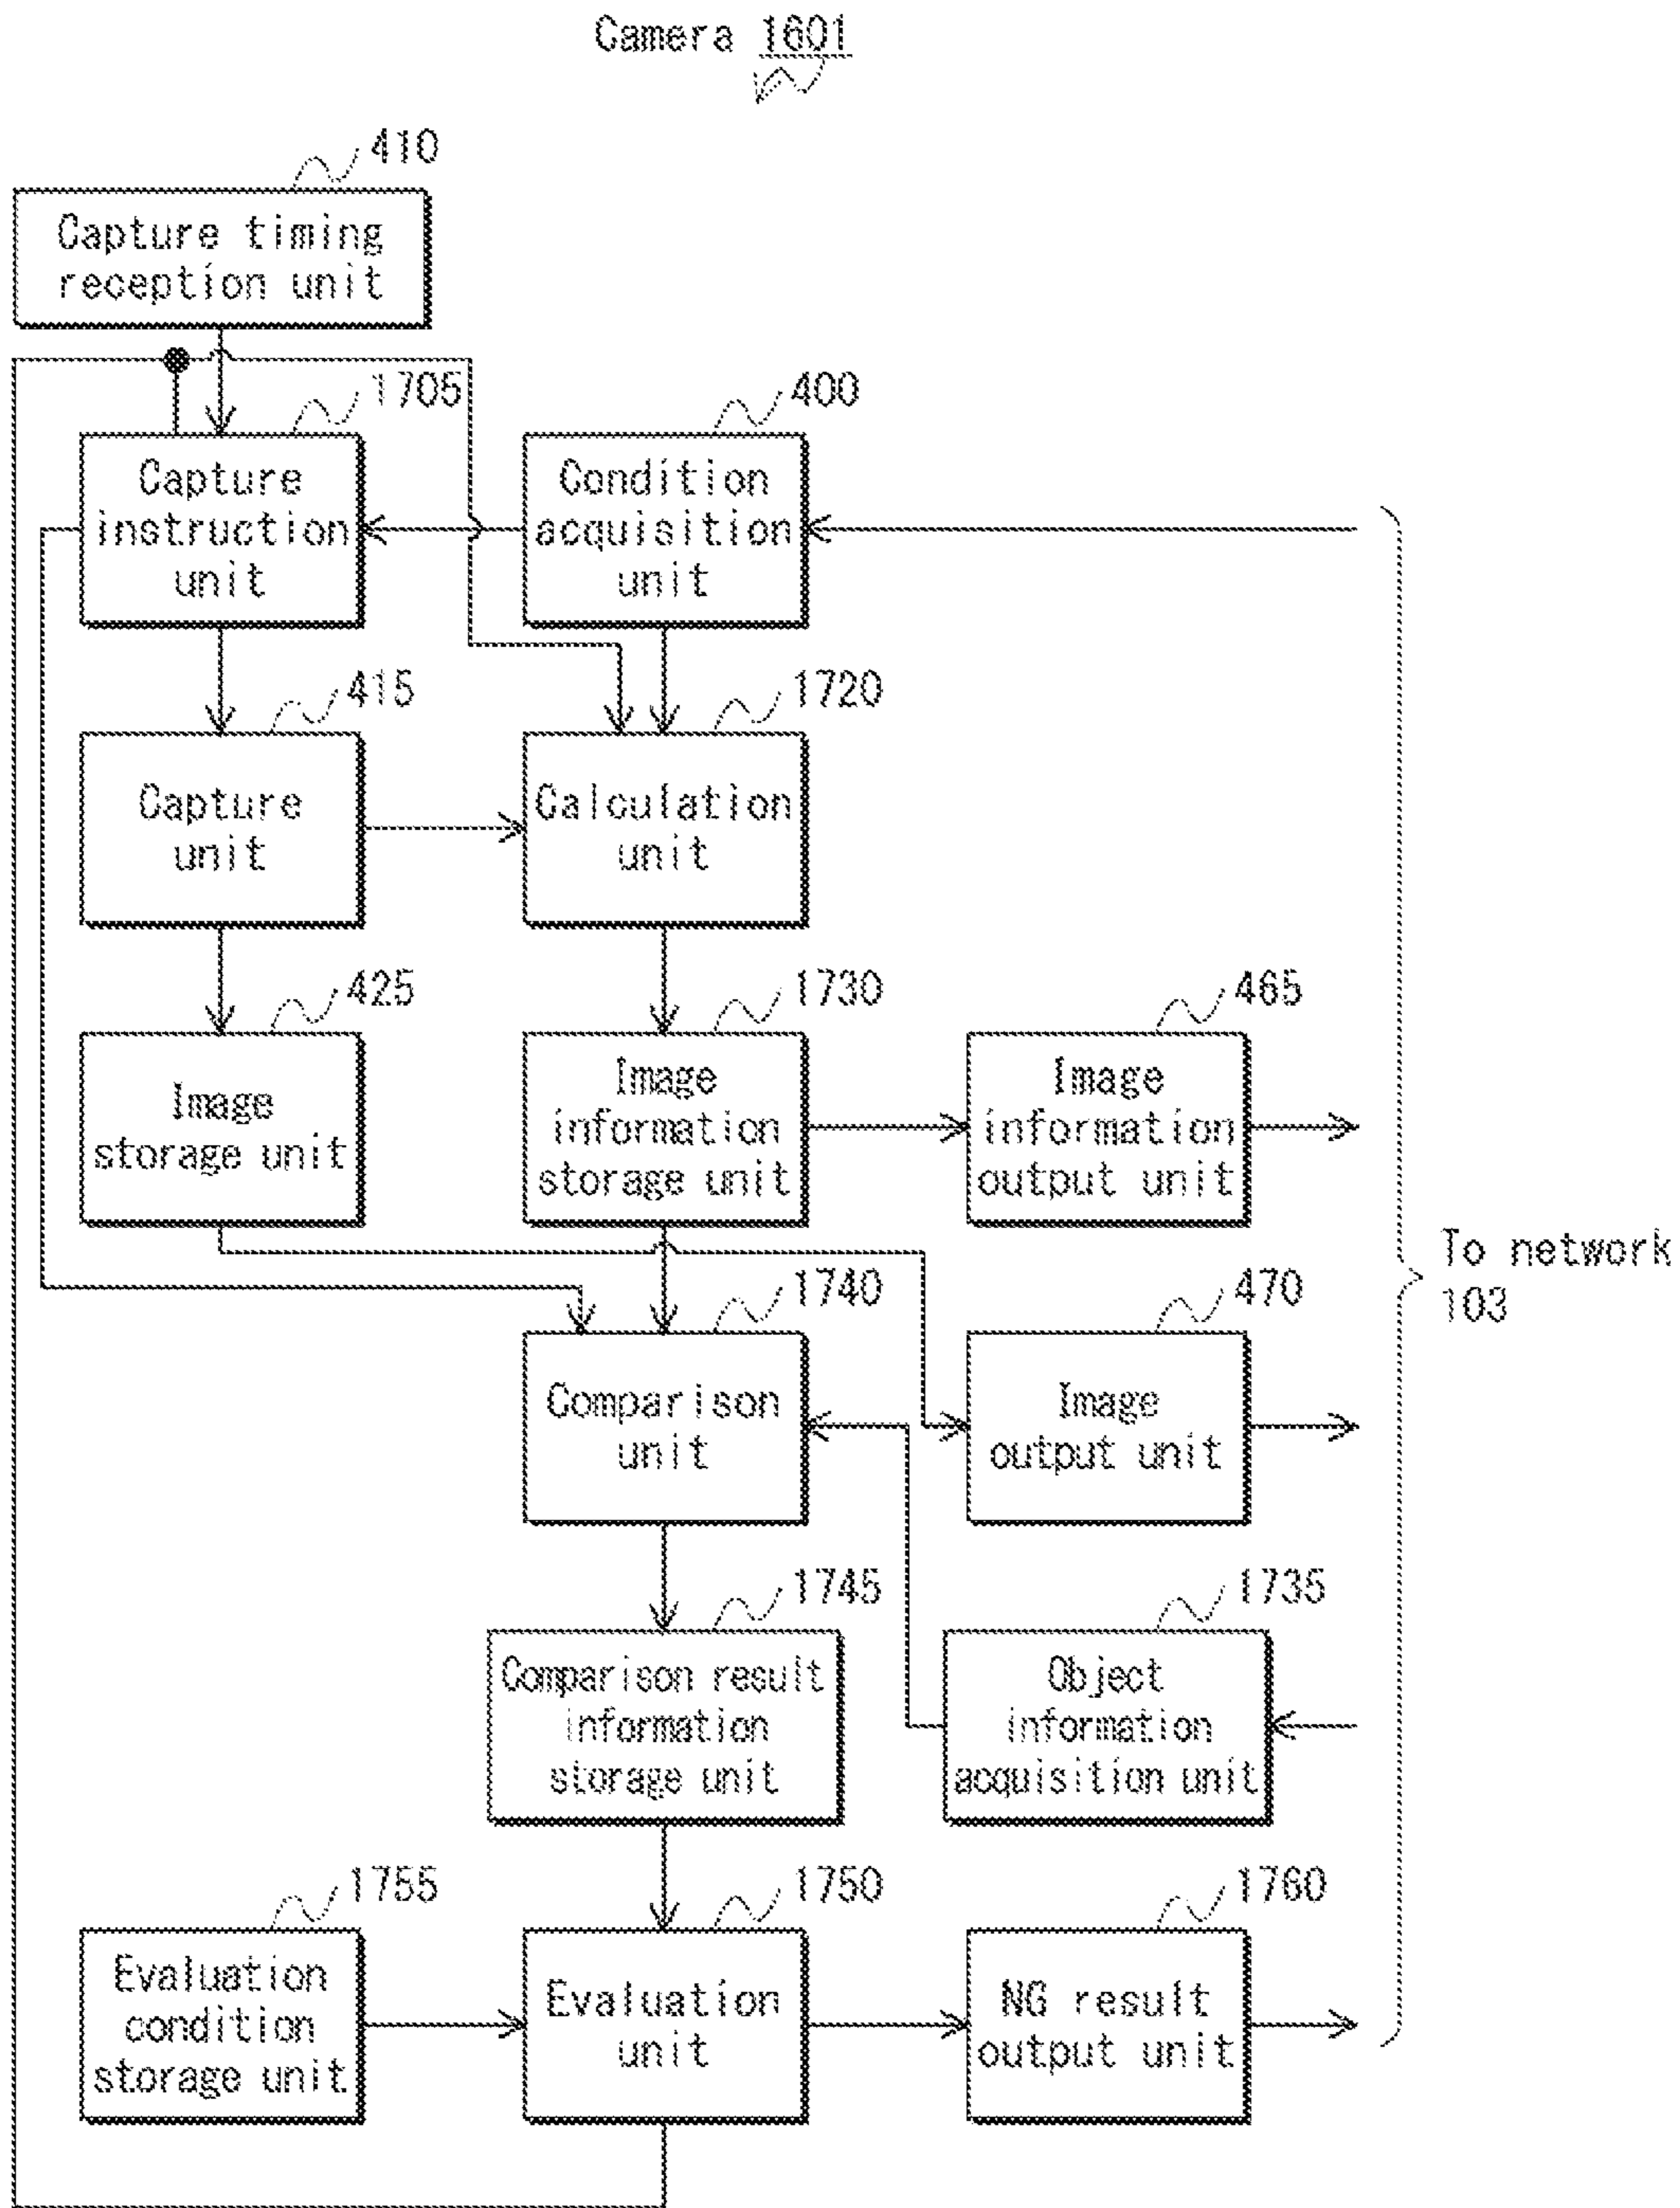 Camera 1601
410
Capture timing
reception unit
1705
400
Capture
instruction
unit
Condition
acquisition
unit
415
1720
Capture
unit
Calculation
unit
425
1730
465
Image
storage unit
Image
information
storage unit
Image
information
output unit
To network
103
1740
470
Comparison
unit
Image
output unit
1745
1735
Comparison result
information
storage unit
Object
information
acquisition unit
1755
1750
1760
Evaluation
condition
storage unit
Evaluation
unit
NG result
output unit